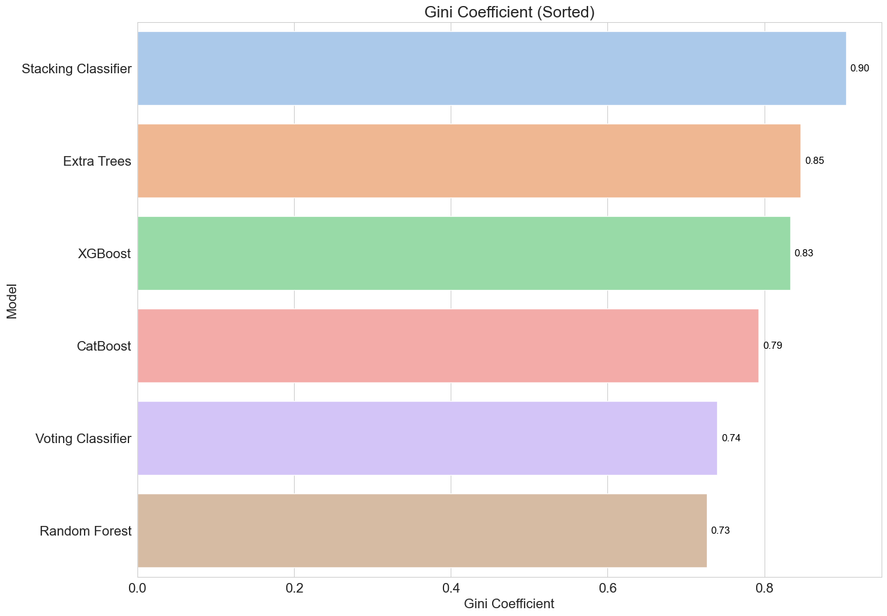 Gini Coefficient (Sorted)
Stacking Classifier
0.90
Extra Trees
0.85
XGBoost
0.83
CatBoost
0.79
Voting Classifier
0.74
Random Forest
0.73
Model
0.0
0.2
0.4
0.6
0.8
Gini Coefficient